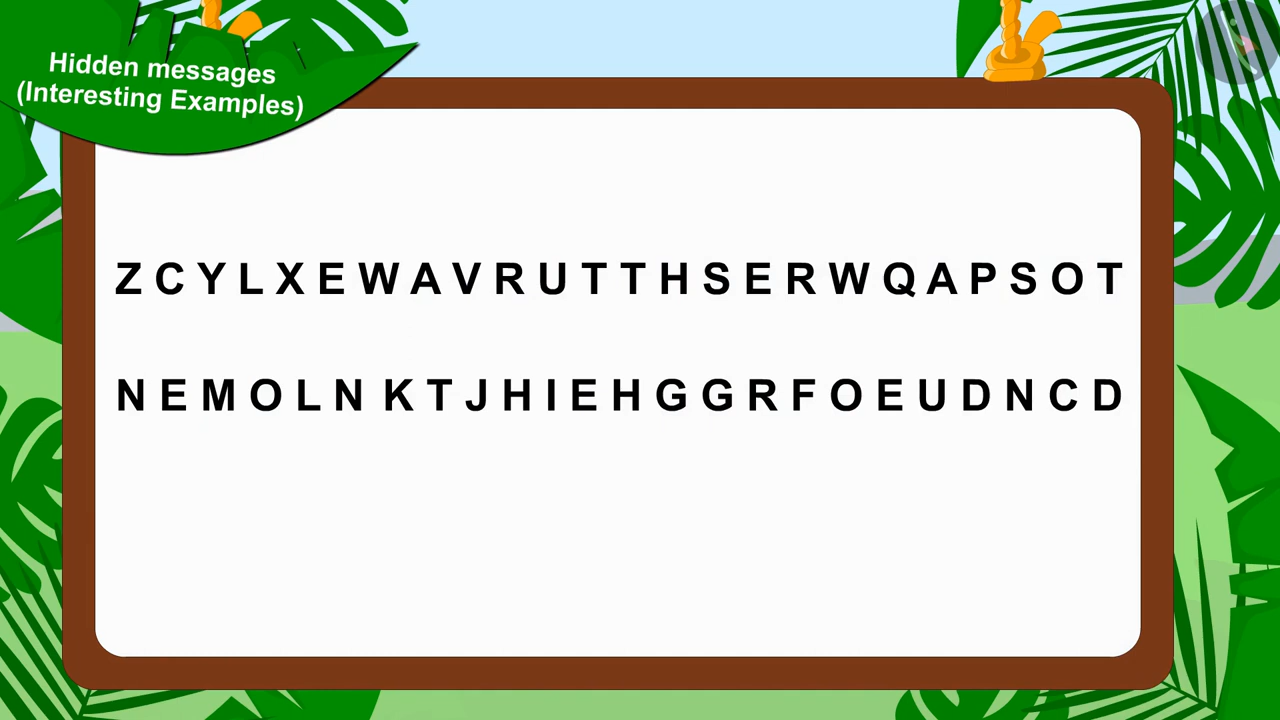 Hidden messages
(Interesting Examples)
Z C Y L X E W A V R U T T H S E R W Q A P S O T
N E M O L N K T J H I E H G G R F O E U D N C D